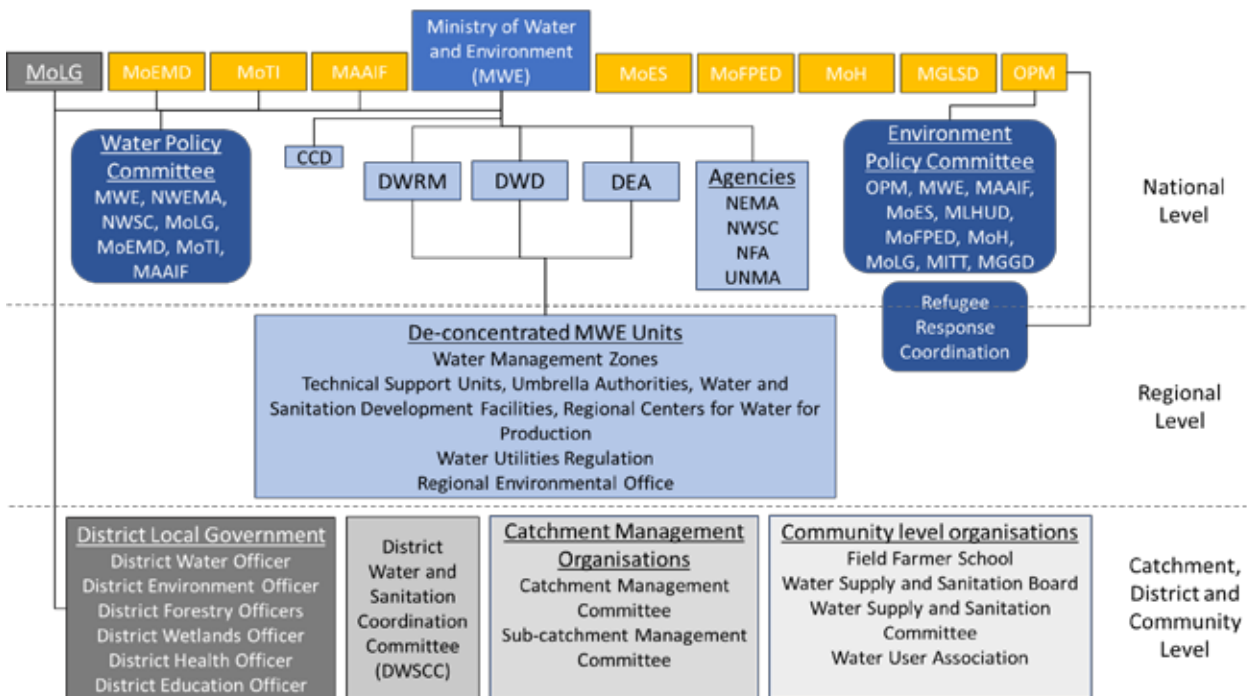 Ministry of Water
and Environment
(MWE)
MoLG
MoEMD
MoTI
MAAIF
MoES
MoFPED
MoH
MGLSD
OPM
Water Policy
Committee
MWE, NWEMA,
NWSC, MoLG,
MoEMD, MoTI,
MAAIF
CCD
DWRM
DWD
DEA
Agencies
NEMA
NWSC
NFA
UNMA
Environment
Policy Committee
OPM, MWE, MAAIF,
MoES, MLHUD,
MoFPED, MoH,
MoLG, MITT, MGGD
National
Level
Refugee
Response
Coordination
De-concentrated MWE Units
Water Management Zones
Technical Support Units, Umbrella Authorities, Water and
Sanitation Development Facilities, Regional Centers for Water for
Production
Water Utilities Regulation
Regional Environmental Office
Regional
Level
District Local Government
District Water Officer
District Environment Officer
District Forestry Officers
District Wetlands Officer
District Health Officer
District Education Officer
District
Water and
Sanitation
Coordination
Committee
(DWSCC)
Catchment Management
Organisations
Catchment Management
Committee
Sub-catchment Management
Committee
Community level organisations
Field Farmer School
Water Supply and Sanitation Board
Water Supply and Sanitation
Committee
Water User Association
Catchment,
District and
Community
Level